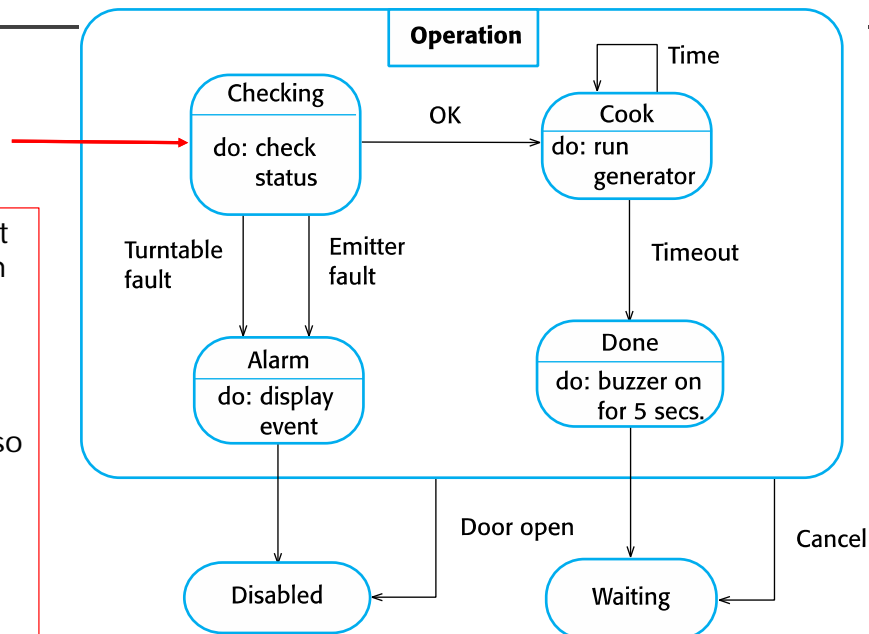 Operation
Time
Checking
OK
Cook
do: check
status
do: run
generator
t
n
Turntable
fault
Emitter
fault
Timeout
Alarm
Done
do: display
event
do: buzzer on
for 5 secs.
so
Door open
Cancel
Disabled
Waiting